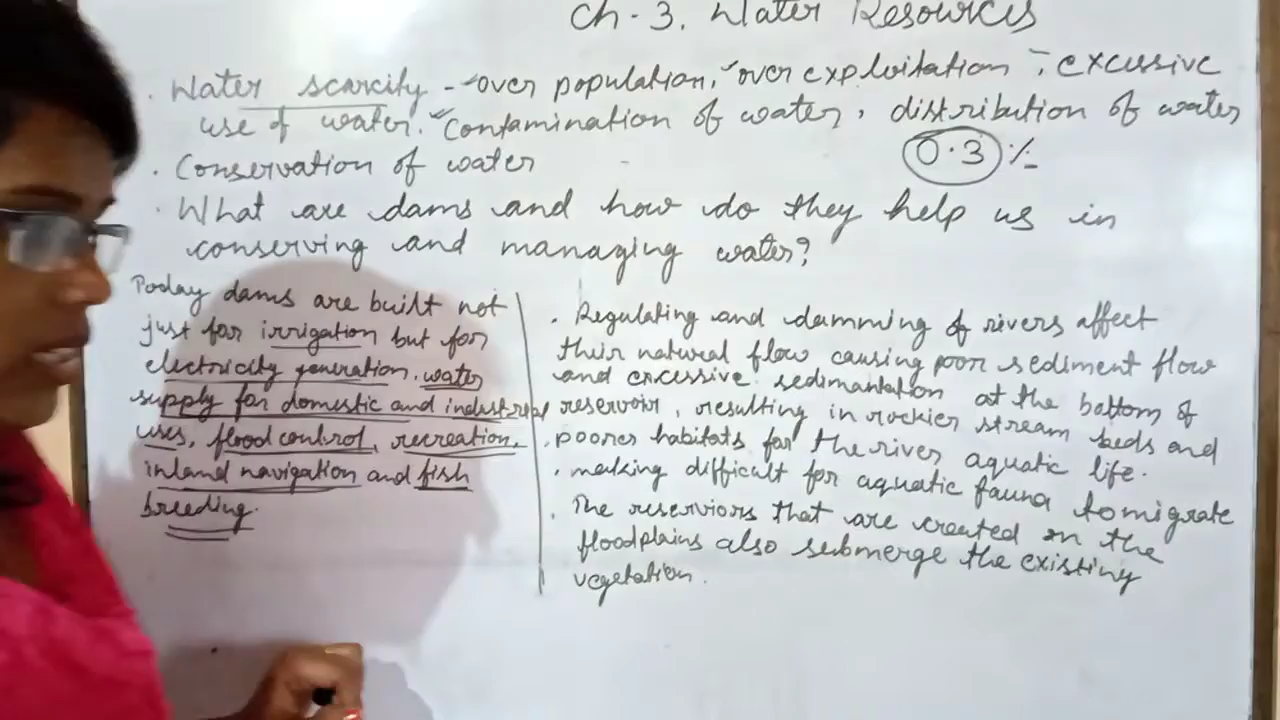 Ch - 3. Water Resources
. Water scarcity - over population, over exploitation, excessive
use of water. Contamination of water, distribution of water
. Conservation of water
0.3 %
. What are dams and how do they help us in
conserving and managing water?
Today dams are built not
just for irrigation but for
electricity generation, water
supply for domestic and industrial
uses, flood control, recreation.
inland navigation and fish
breeding.
. Regulating and damming of rivers affect
their natural flow causing poor sediment flow
and excessive sedimantation at the bottom of
reservoir, resulting in rockier stream beds and
. poorer habitats for the river aquatic life.
. making difficult for aquatic fauna to migrate
. The reserviors that are created on the
floodplains also submerge the existing
vegetation.